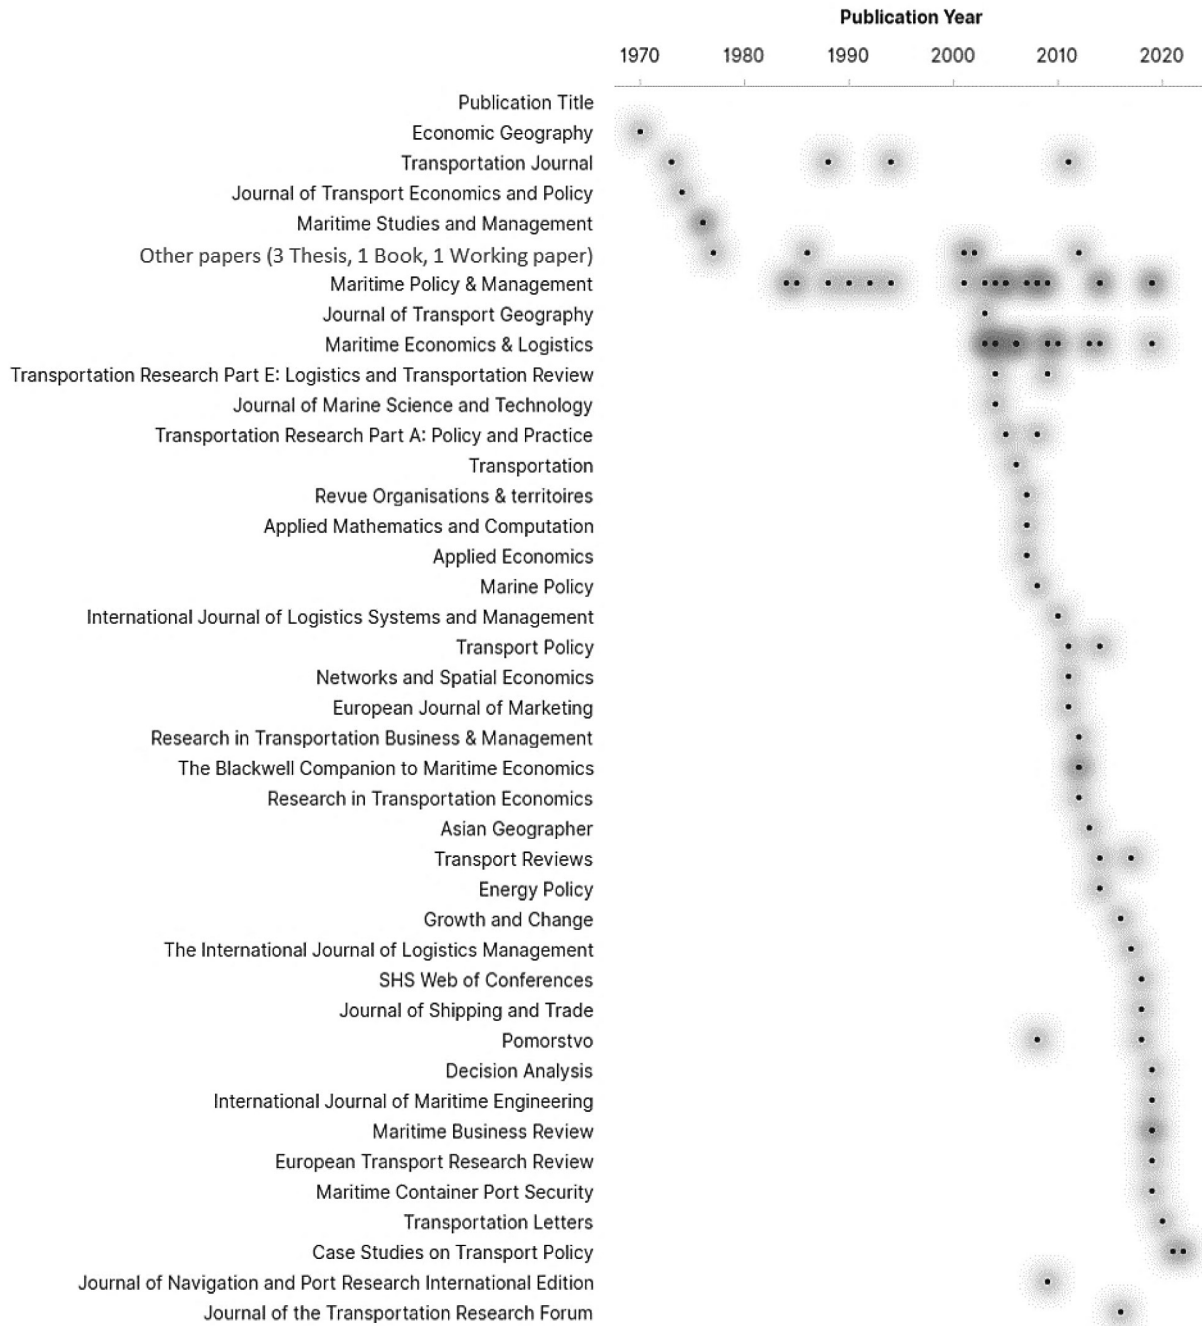 Publication Year
1970 1980 1990 2000 2010 2020
Publication Title
Economic Geography
Transportation Journal
Journal of Transport Economics and Policy
Maritime Studies and Management
Other papers (3 Thesis, 1 Book, 1 Working paper)
Maritime Policy & Management
Journal of Transport Geography
Maritime Economics & Logistics
Transportation Research Part E: Logistics and Transportation Review
Journal of Marine Science and Technology
Transportation Research Part A: Policy and Practice
Transportation
Revue Organisations & territoires
Applied Mathematics and Computation
Applied Economics
Marine Policy
International Journal of Logistics Systems and Management
Transport Policy
Networks and Spatial Economics
European Journal of Marketing
Research in Transportation Business & Management
The Blackwell Companion to Maritime Economics
Research in Transportation Economics
Asian Geographer
Transport Reviews
Energy Policy
Growth and Change
The International Journal of Logistics Management
SHS Web of Conferences
Journal of Shipping and Trade
Pomorstvo
Decision Analysis
International Journal of Maritime Engineering
Maritime Business Review
European Transport Research Review
Maritime Container Port Security
Transportation Letters
Case Studies on Transport Policy
Journal of Navigation and Port Research International Edition
Journal of the Transportation Research Forum